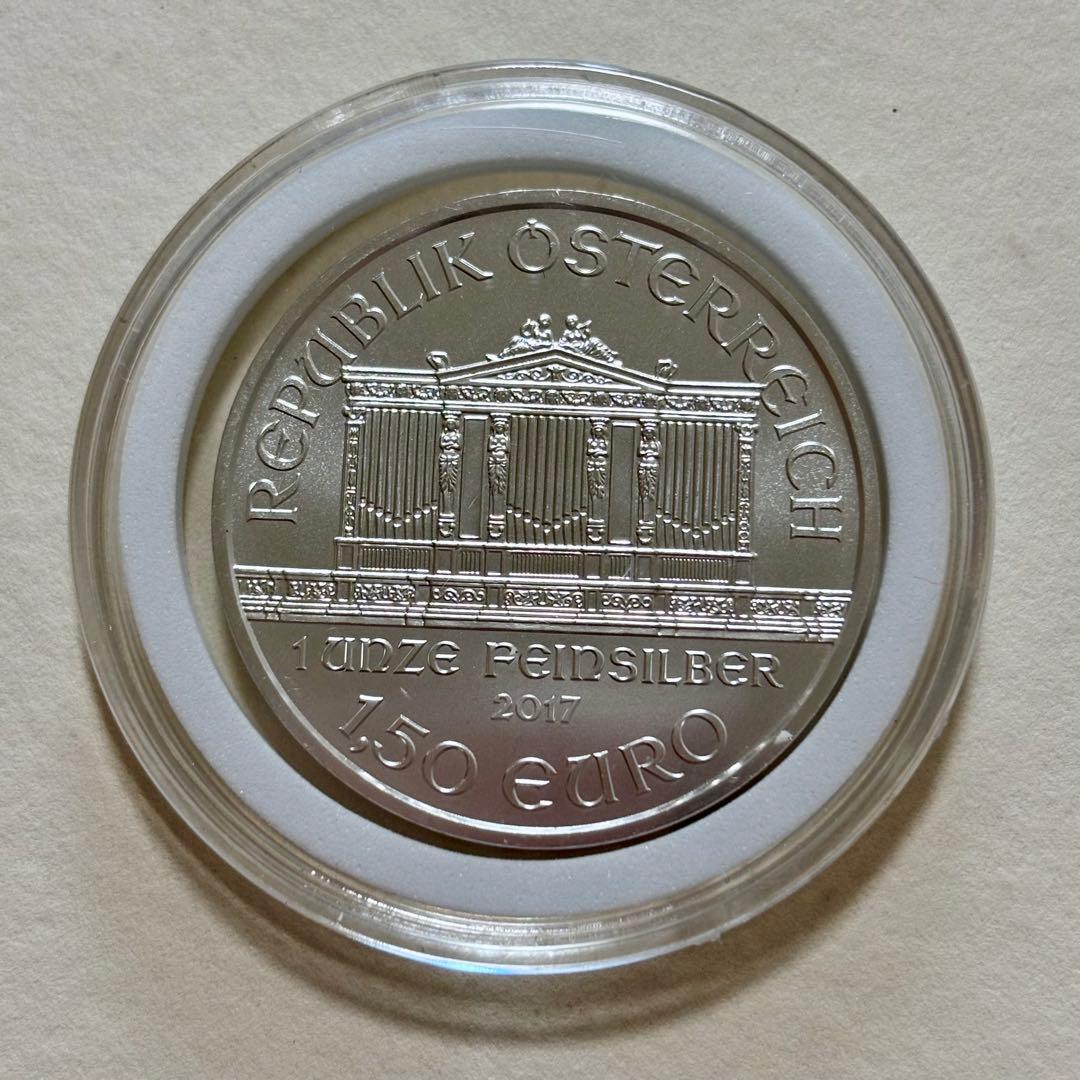 REPUBLIK ÖSTERREICH
1 UNZE FEINSILBER
2017
1,50 EURO